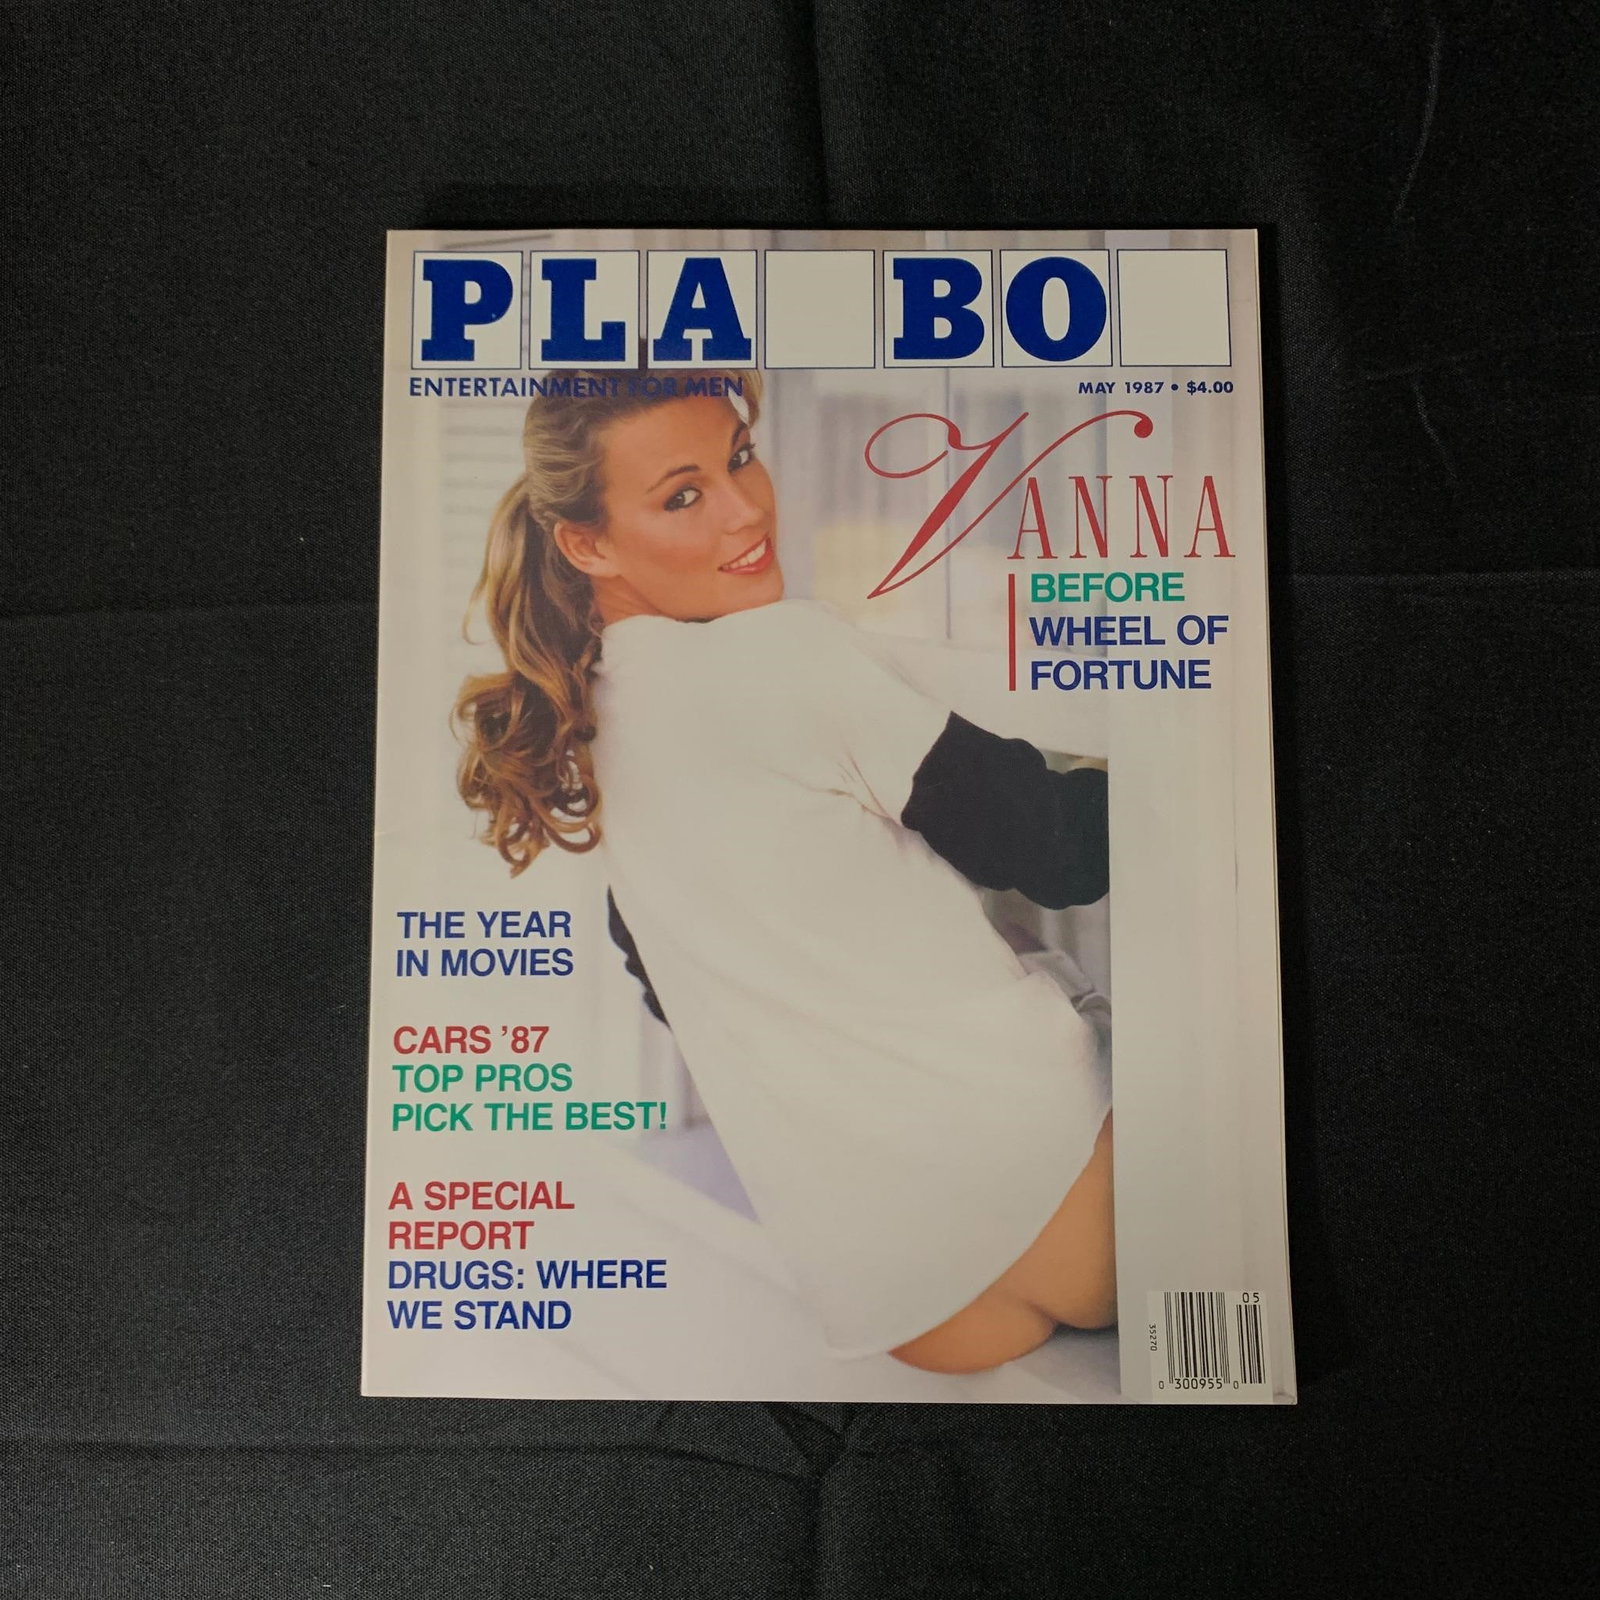 PLA BO
ENTERTAINMENT FOR MEN
MAY 1987 • $4.00
VANNA
BEFORE
WHEEL OF
FORTUNE
THE YEAR
IN MOVIES
CARS '87
TOP PROS
PICK THE BEST!
A SPECIAL
REPORT
DRUGS: WHERE
WE STAND
05
35270
0 300955 0